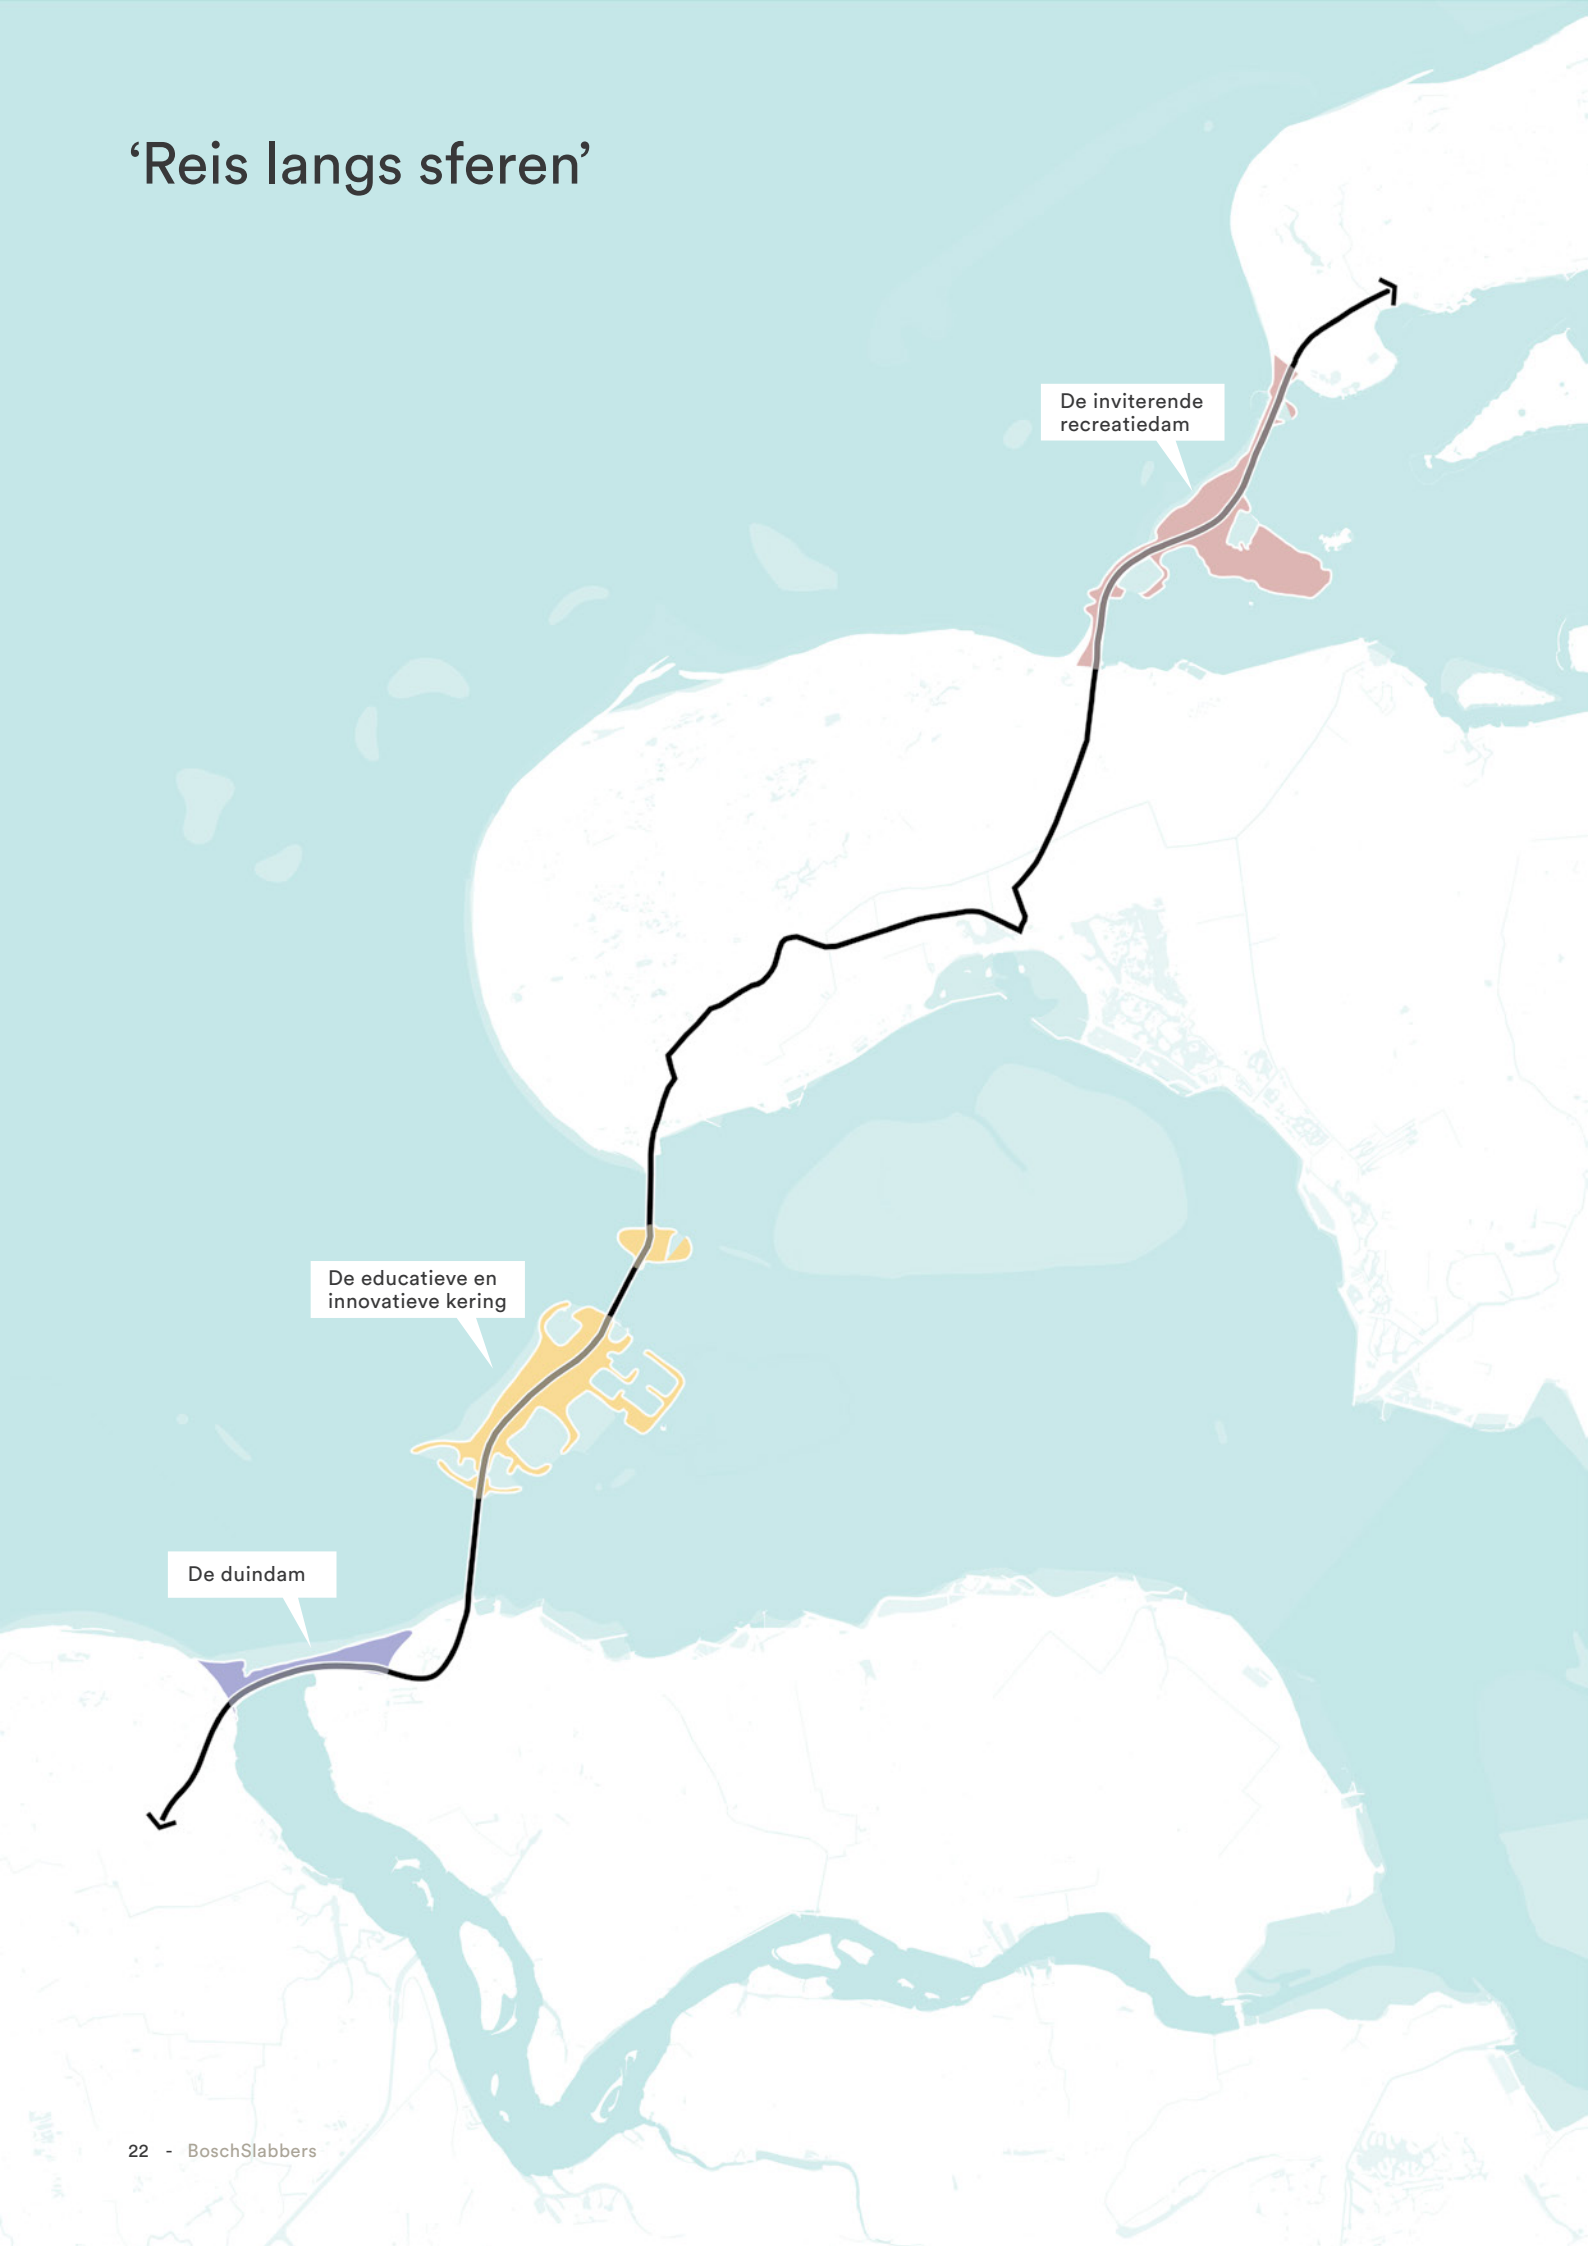 ‘Reis langs sferen’
De inviterende
recreatiedam
De educatieve en
innovatieve kering
De duindam
22 - BoschSlabbers